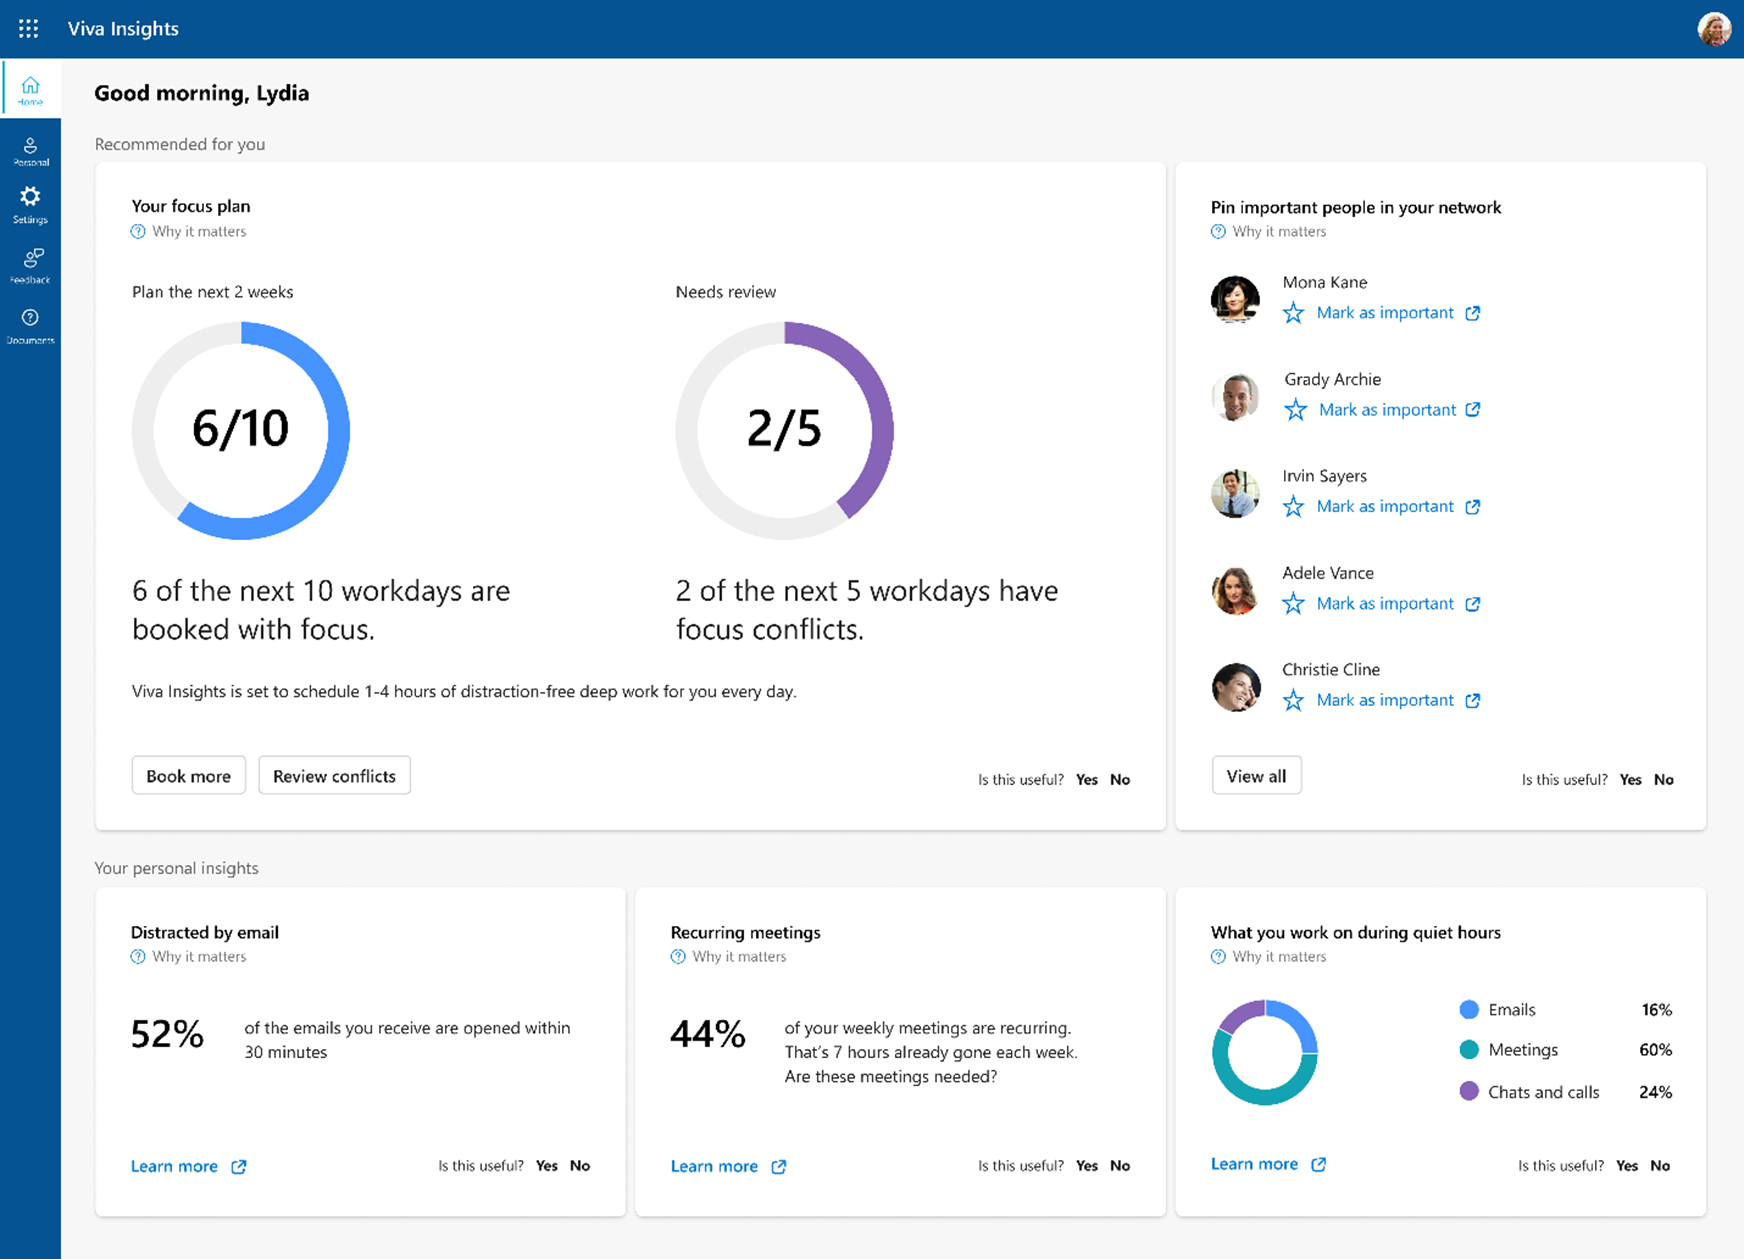 Viva Insights
Home
Personal
Settings
Feedback
Documents
Good morning, Lydia
Recommended for you
Your focus plan
Why it matters
Plan the next 2 weeks
6/10
6 of the next 10 workdays are
booked with focus.
Needs review
2/5
2 of the next 5 workdays have
focus conflicts.
Viva Insights is set to schedule 1-4 hours of distraction-free deep work for you every day.
Book more
Review conflicts
Is this useful? Yes No
Pin important people in your network
Why it matters
Mona Kane
Mark as important
Grady Archie
Mark as important
Irvin Sayers
Mark as important
Adele Vance
Mark as important
Christie Cline
Mark as important
View all
Is this useful? Yes No
Your personal insights
Distracted by email
Why it matters
52%
of the emails you receive are opened within
30 minutes
Learn more
Is this useful? Yes No
Recurring meetings
Why it matters
44%
of your weekly meetings are recurring.
That's 7 hours already gone each week.
Are these meetings needed?
Learn more
Is this useful? Yes No
What you work on during quiet hours
Why it matters
Emails 16%
Meetings 60%
Chats and calls 24%
Learn more
Is this useful? Yes No